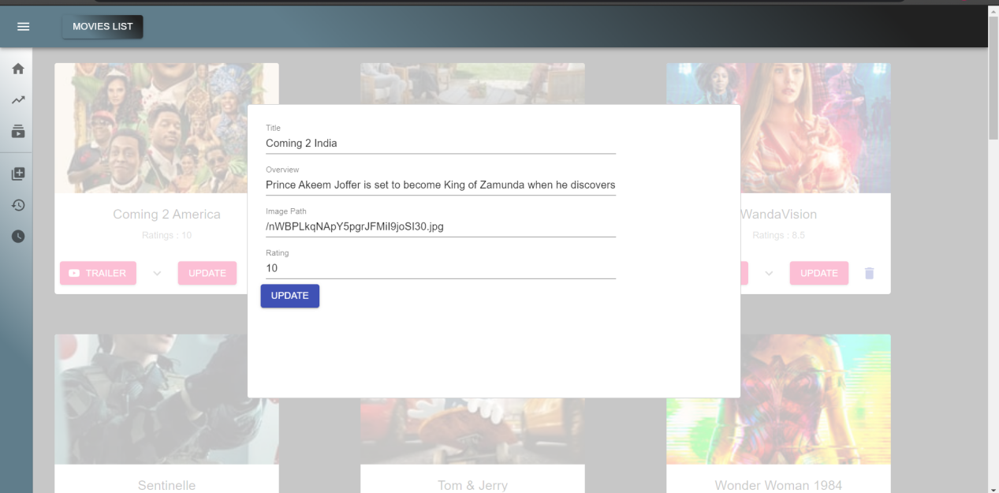 MOVIES LIST
Title
Coming 2 India
Overview
Prince Akeem Joffer is set to become King of Zamunda when he discovers
Image Path
/nWBPLkqNApY5pgrJFMiI9joSI30.jpg
Rating
10
UPDATE
Coming 2 America
Ratings : 10
TRAILER
UPDATE
WandaVision
Ratings : 8.5
UPDATE
Sentinelle
Tom & Jerry
Wonder Woman 1984